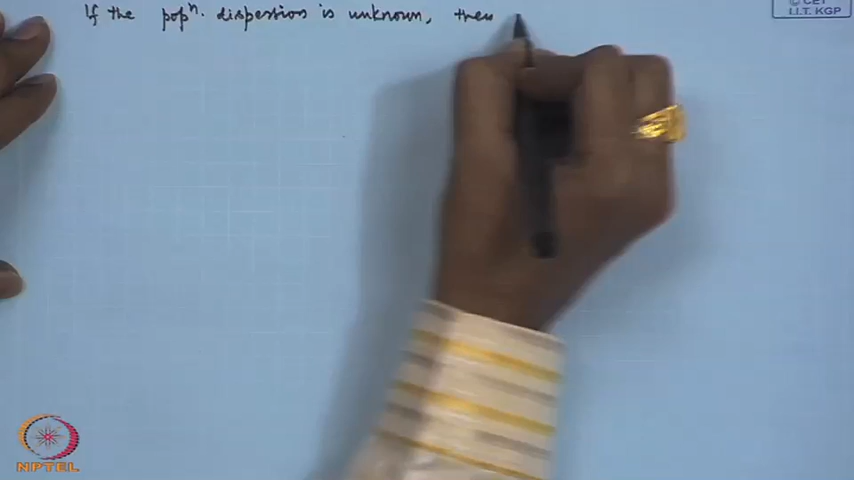 If the popⁿ. dispersion is unknown, then
© CET
I.I.T. KGP
NPTEL